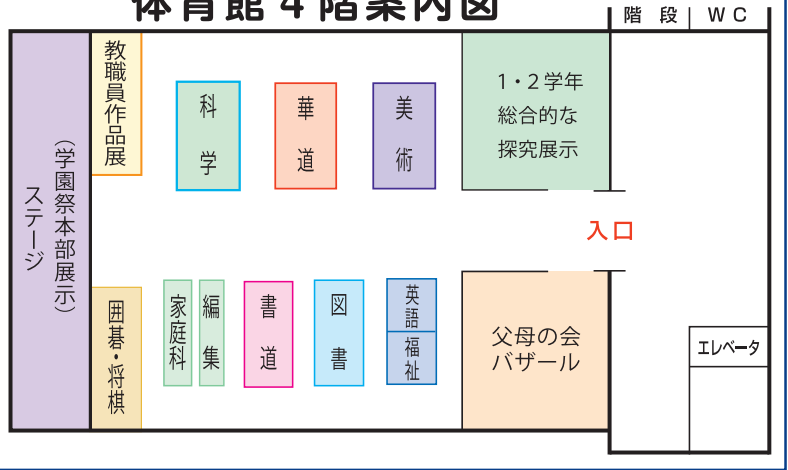 体育館4階案内図
階段
WC
教職員作品展
科学
華道
美術
1・2学年
総合的な
探究展示
(学園祭本部展示)
ステージ
入口
囲碁・将棋
家庭科
編集
書道
図書
英語
福祉
父母の会
バザール
エレベータ